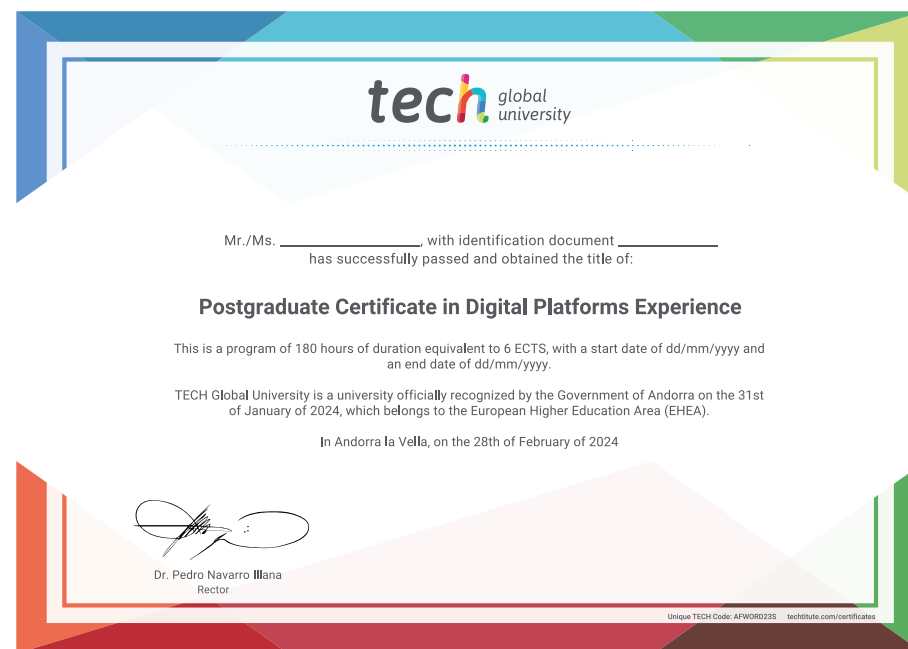 tech global
university
Mr./Ms. ____________, with identification document ____________
has successfully passed and obtained the title of:
Postgraduate Certificate in Digital Platforms Experience
This is a program of 180 hours of duration equivalent to 6 ECTS, with a start date of dd/mm/yyyy and
an end date of dd/mm/yyyy.
TECH Global University is a university officially recognized by the Government of Andorra on the 31st
of January of 2024, which belongs to the European Higher Education Area (EHEA).
In Andorra la Vella, on the 28th of February of 2024
Dr. Pedro Navarro Illana
Rector
Unique TECH Code: AFWORD23S techtitute.com/certificates